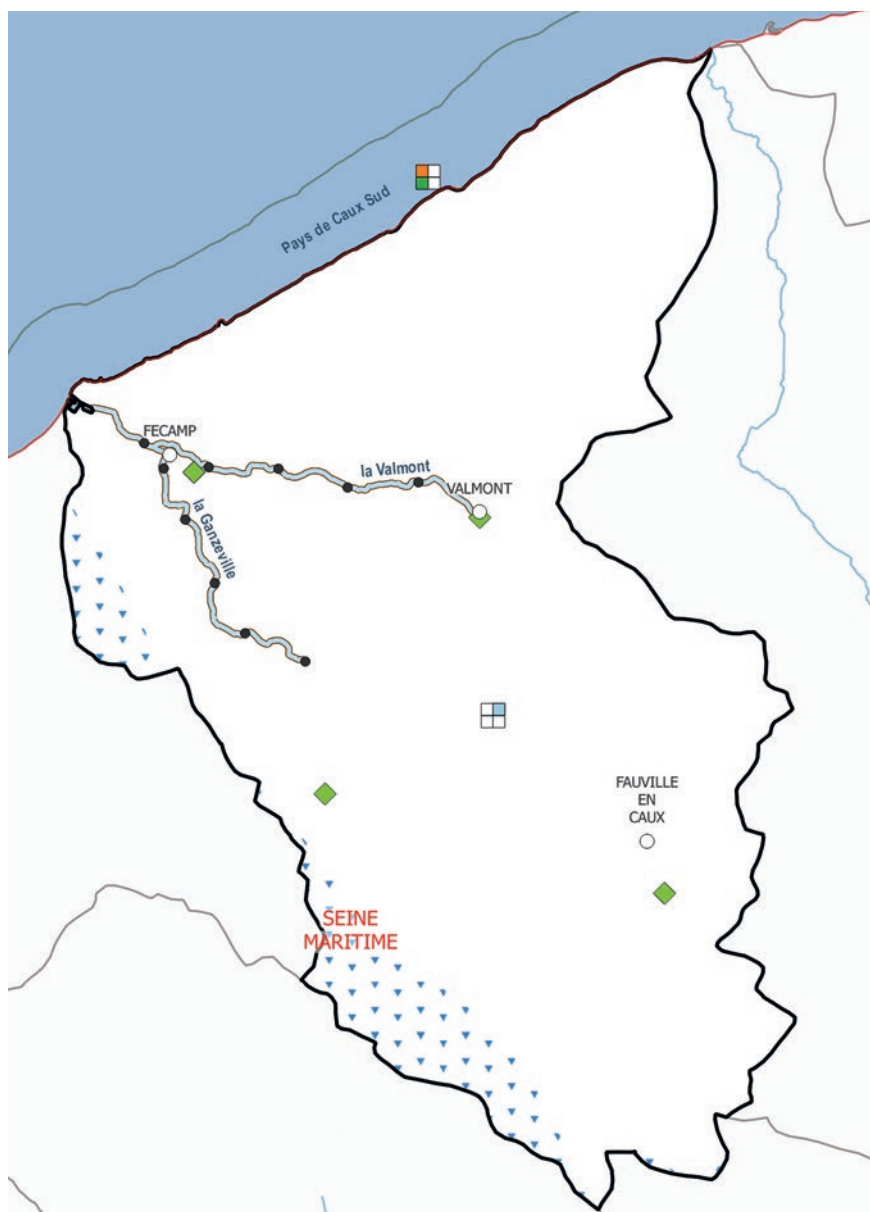 Pays de Caux Sud
FECAMP
la Valmont
VALMONT
la Ganzeville
FAUVILLE
EN
CAUX
SEINE
MARITIME